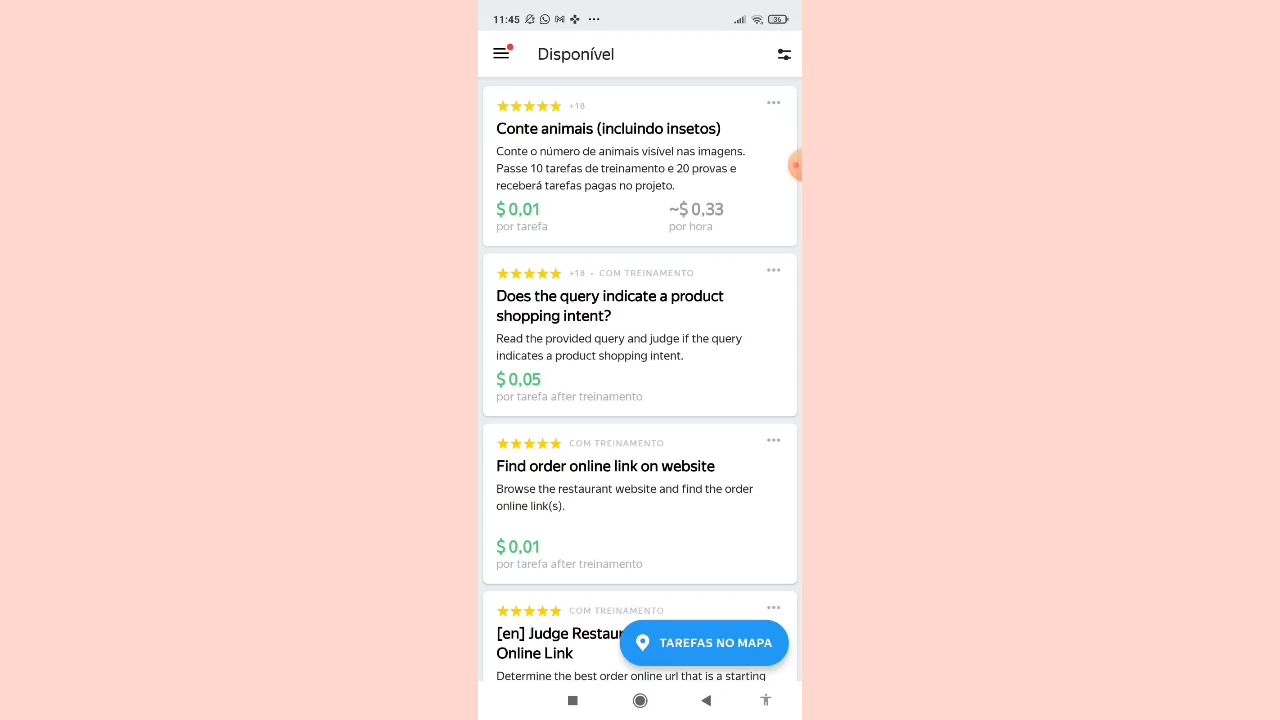 11:45
36
Disponível
+18
Conte animais (incluindo insetos)
Conte o número de animais visível nas imagens.
Passe 10 tarefas de treinamento e 20 provas e
receberá tarefas pagas no projeto.
$ 0,01 ~$ 0,33
por tarefa por hora
+18 • COM TREINAMENTO
Does the query indicate a product
shopping intent?
Read the provided query and judge if the query
indicates a product shopping intent.
$ 0,05
por tarefa after treinamento
COM TREINAMENTO
Find order online link on website
Browse the restaurant website and find the order
online link(s).
$ 0,01
por tarefa after treinamento
COM TREINAMENTO
[en] Judge Restau
Online Link
TAREFAS NO MAPA
Determine the best order online url that is a starting